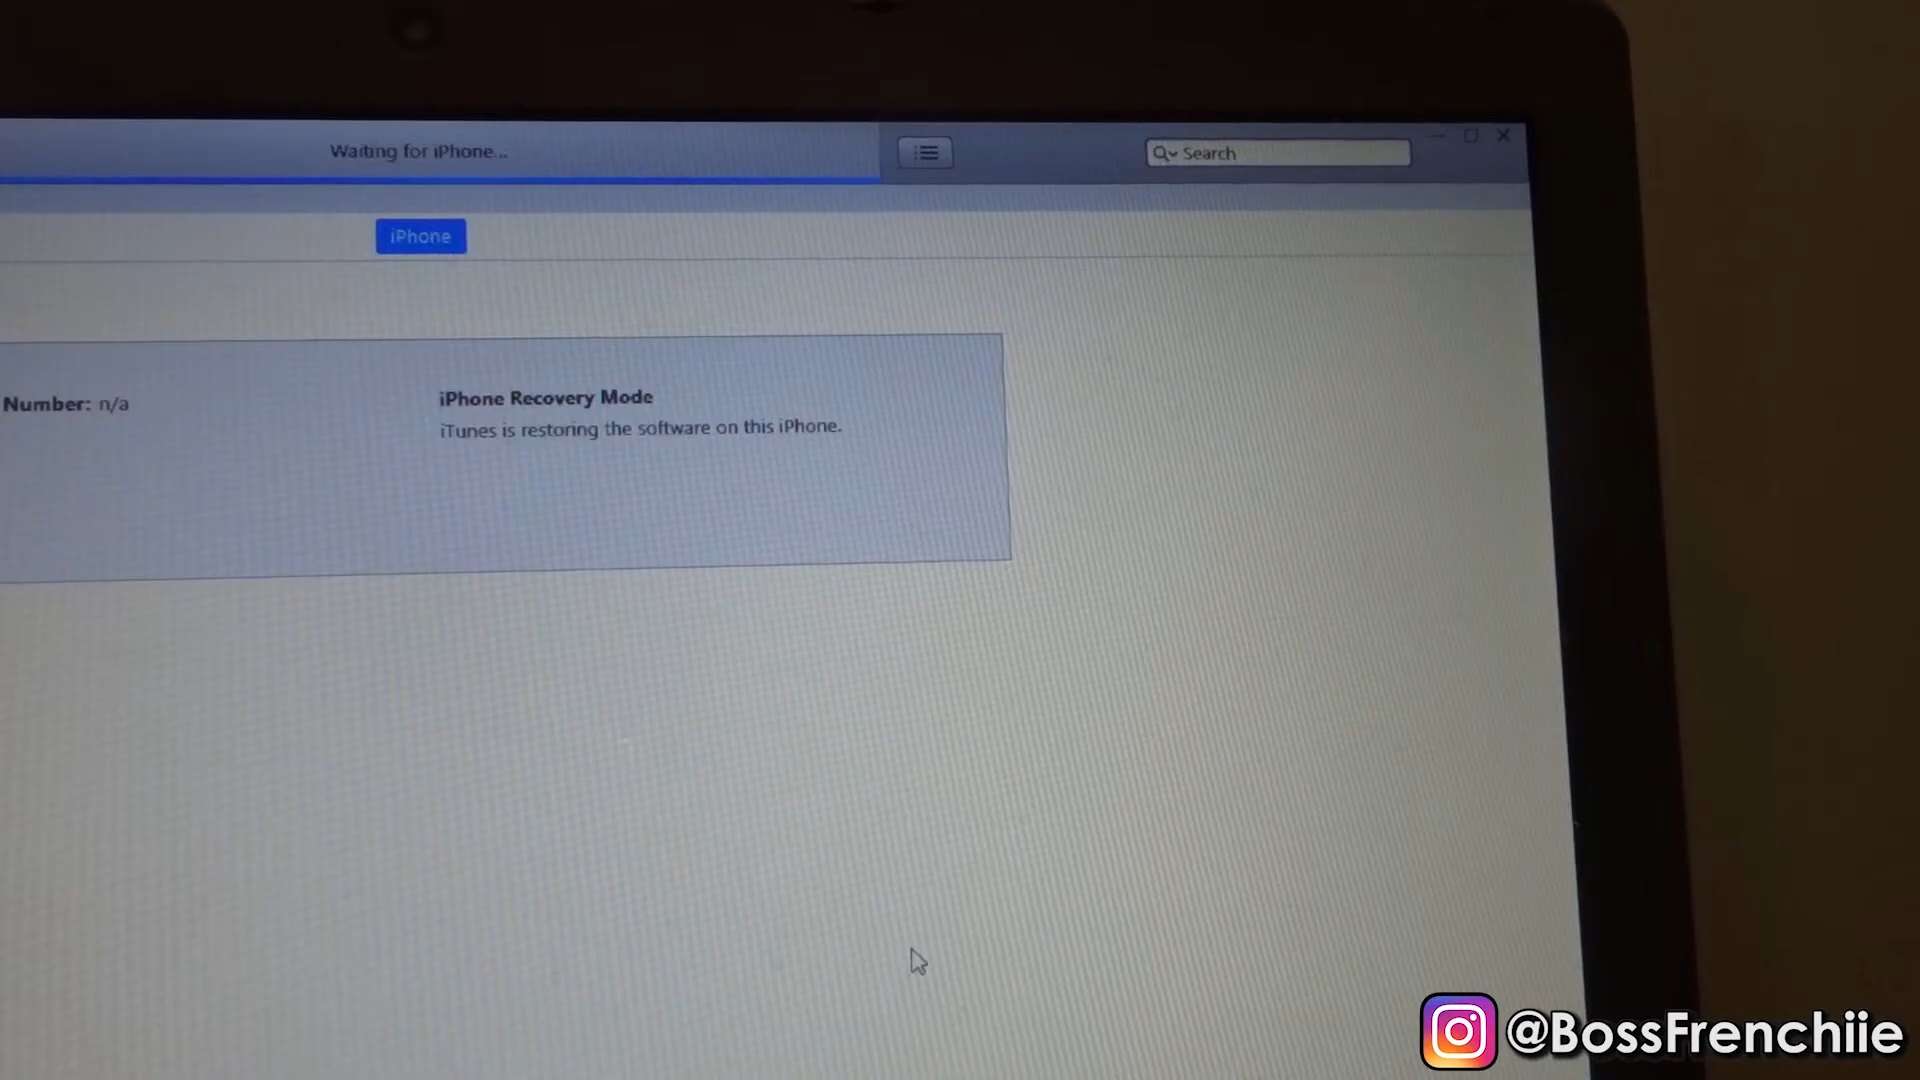 Waiting for iPhone...
Search
iPhone
Number: n/a
iPhone Recovery Mode
iTunes is restoring the software on this iPhone.
@BossFrenchiie